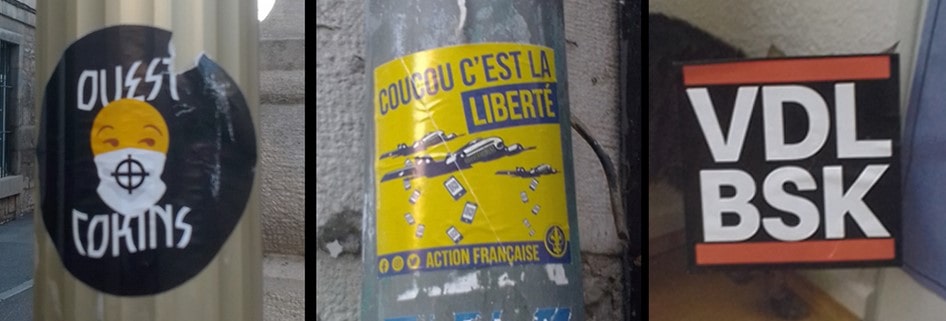 OUEST
COKINS
COUCOU C'EST LA
LIBERTÉ
ACTION FRANÇAISE
VDL
BSK